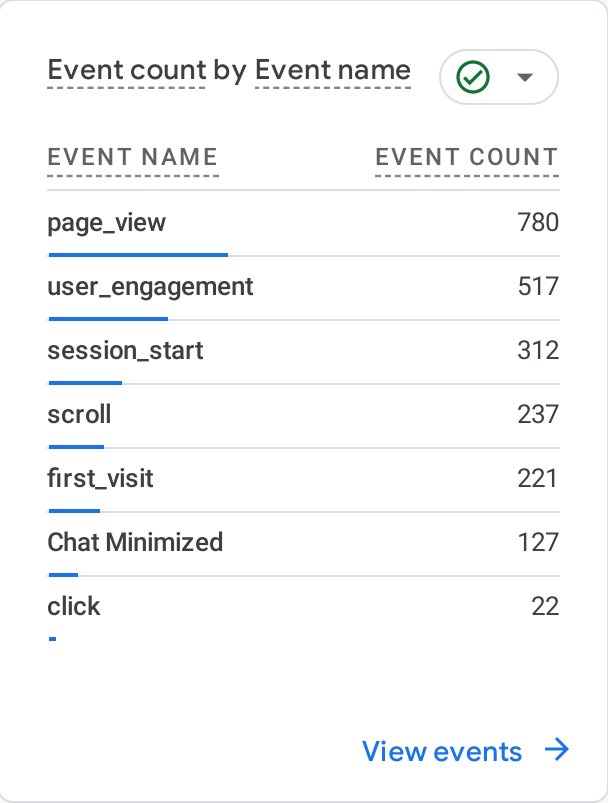 Event count by Event name
EVENT NAME EVENT COUNT
page_view 780
user_engagement 517
session_start 312
scroll 237
first_visit 221
Chat Minimized 127
click 22
View events